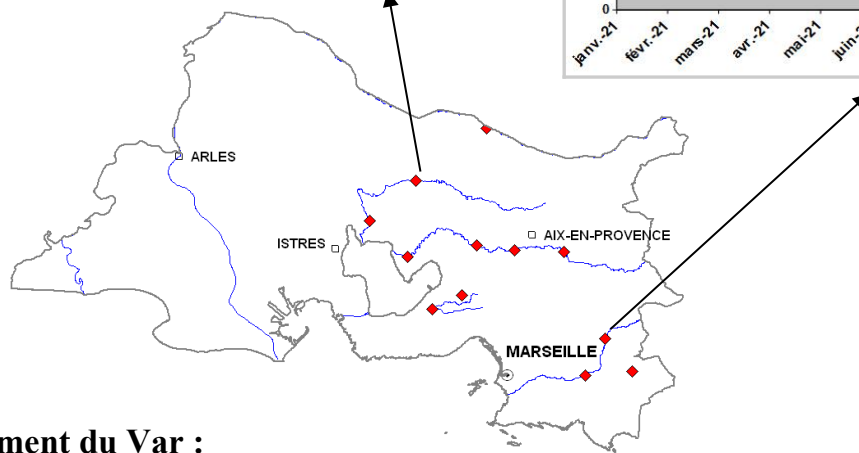 0
janv.-21
févr.-21
mars-21
avr.-21
mai-21
ARLES
ISTRES
AIX-EN-PROVENCE
MARSEILLE
ment du Var :